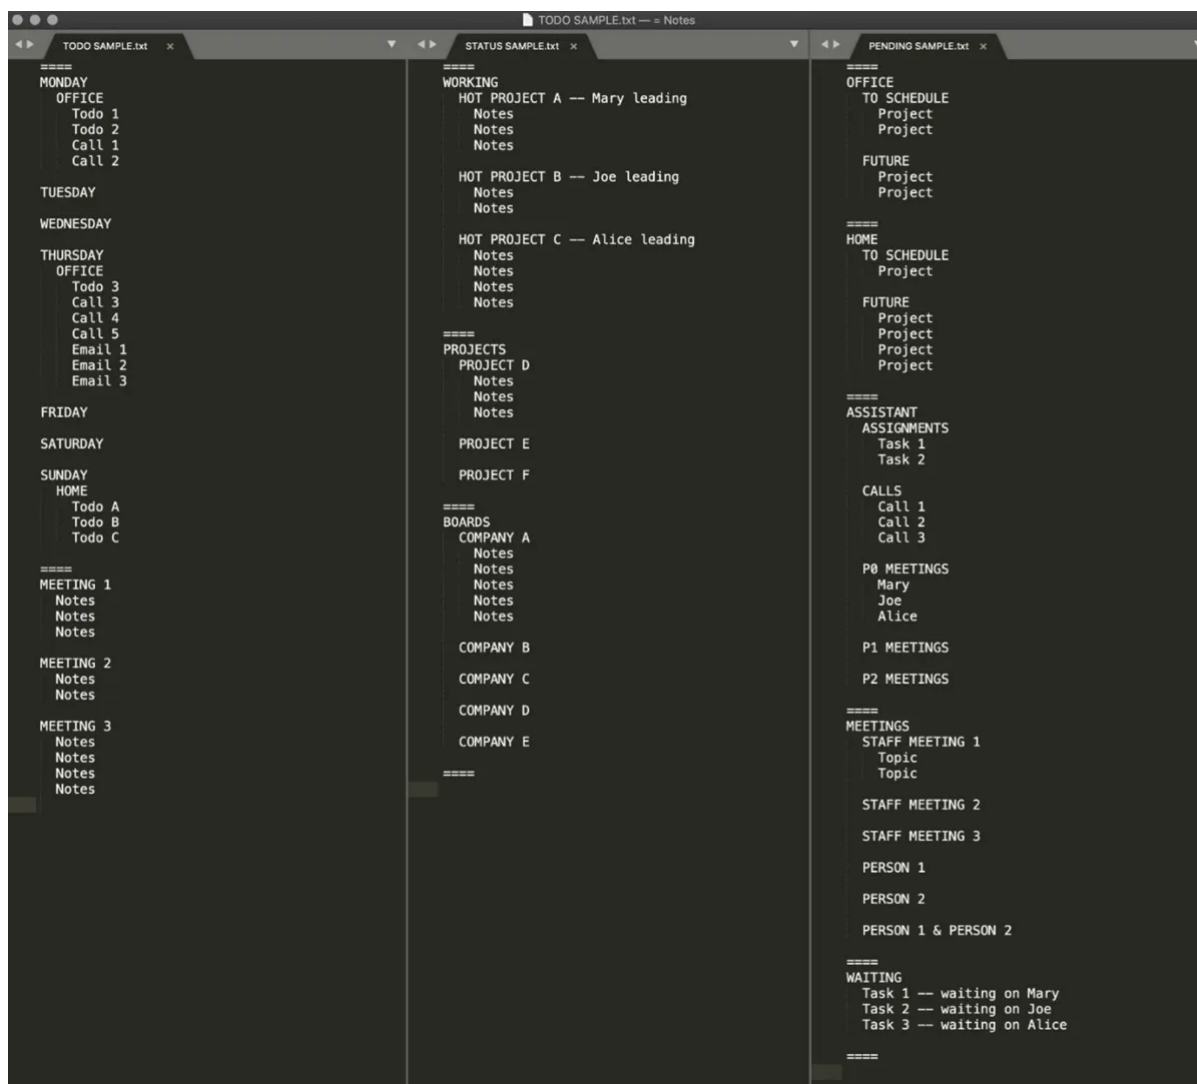 TODO SAMPLE.txt — = Notes
TODO SAMPLE.txt ×
====
MONDAY
OFFICE
Todo 1
Todo 2
Call 1
Call 2
TUESDAY
WEDNESDAY
THURSDAY
OFFICE
Todo 3
Call 3
Call 4
Call 5
Email 1
Email 2
Email 3
FRIDAY
SATURDAY
SUNDAY
HOME
Todo A
Todo B
Todo C
====
MEETING 1
Notes
Notes
Notes
MEETING 2
Notes
Notes
MEETING 3
Notes
Notes
Notes
Notes
STATUS SAMPLE.txt ×
====
WORKING
HOT PROJECT A -- Mary leading
Notes
Notes
Notes
HOT PROJECT B -- Joe leading
Notes
Notes
HOT PROJECT C -- Alice leading
Notes
Notes
Notes
Notes
====
PROJECTS
PROJECT D
Notes
Notes
Notes
PROJECT E
PROJECT F
====
BOARDS
COMPANY A
Notes
Notes
Notes
Notes
Notes
COMPANY B
COMPANY C
COMPANY D
COMPANY E
====
PENDING SAMPLE.txt ×
====
OFFICE
TO SCHEDULE
Project
Project
FUTURE
Project
Project
====
HOME
TO SCHEDULE
Project
FUTURE
Project
Project
Project
Project
====
ASSISTANT
ASSIGNMENTS
Task 1
Task 2
CALLS
Call 1
Call 2
Call 3
P0 MEETINGS
Mary
Joe
Alice
P1 MEETINGS
P2 MEETINGS
====
MEETINGS
STAFF MEETING 1
Topic
Topic
STAFF MEETING 2
STAFF MEETING 3
PERSON 1
PERSON 2
PERSON 1 & PERSON 2
====
WAITING
Task 1 -- waiting on Mary
Task 2 -- waiting on Joe
Task 3 -- waiting on Alice
====